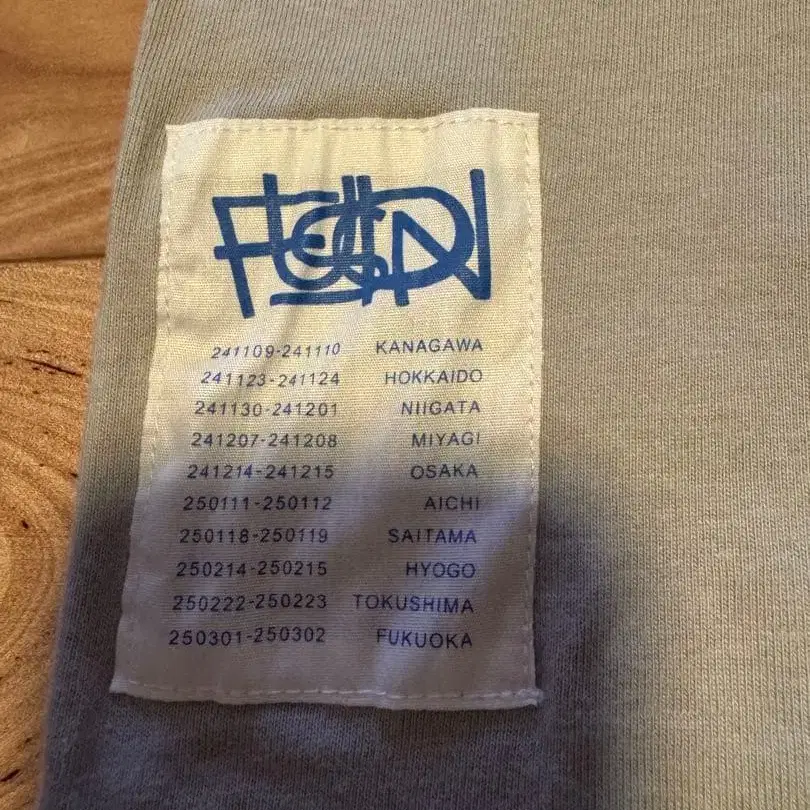 241109-241110 KANAGAWA
241123-241124 HOKKAIDO
241130-241201 NIIGATA
241207-241208 MIYAGI
241214-241215 OSAKA
250111-250112 AICHI
250118-250119 SAITAMA
250214-250215 HYOGO
250222-250223 TOKUSHIMA
250301-250302 FUKUOKA